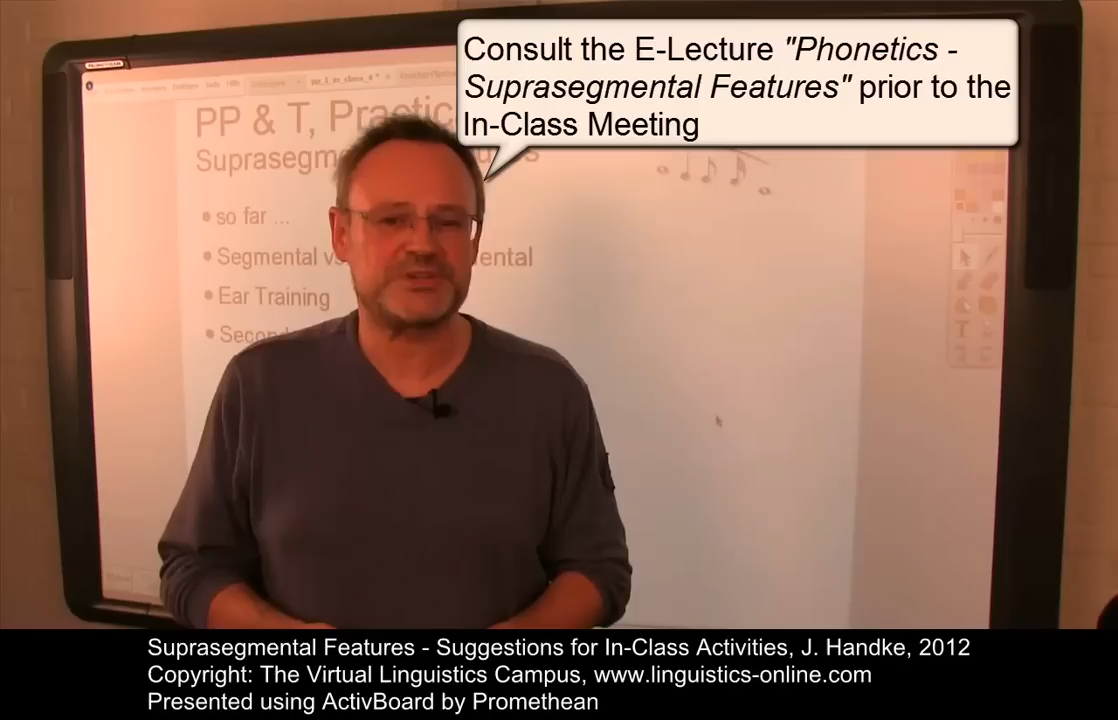 Consult the E-Lecture "Phonetics -
Suprasegmental Features" prior to the
In-Class Meeting
PP & T, Practic
Suprasegm
• so far ...
• Segmental vs ental
• Ear Training
• Second
Suprasegmental Features - Suggestions for In-Class Activities, J. Handke, 2012
Copyright: The Virtual Linguistics Campus, www.linguistics-online.com
Presented using ActivBoard by Promethean